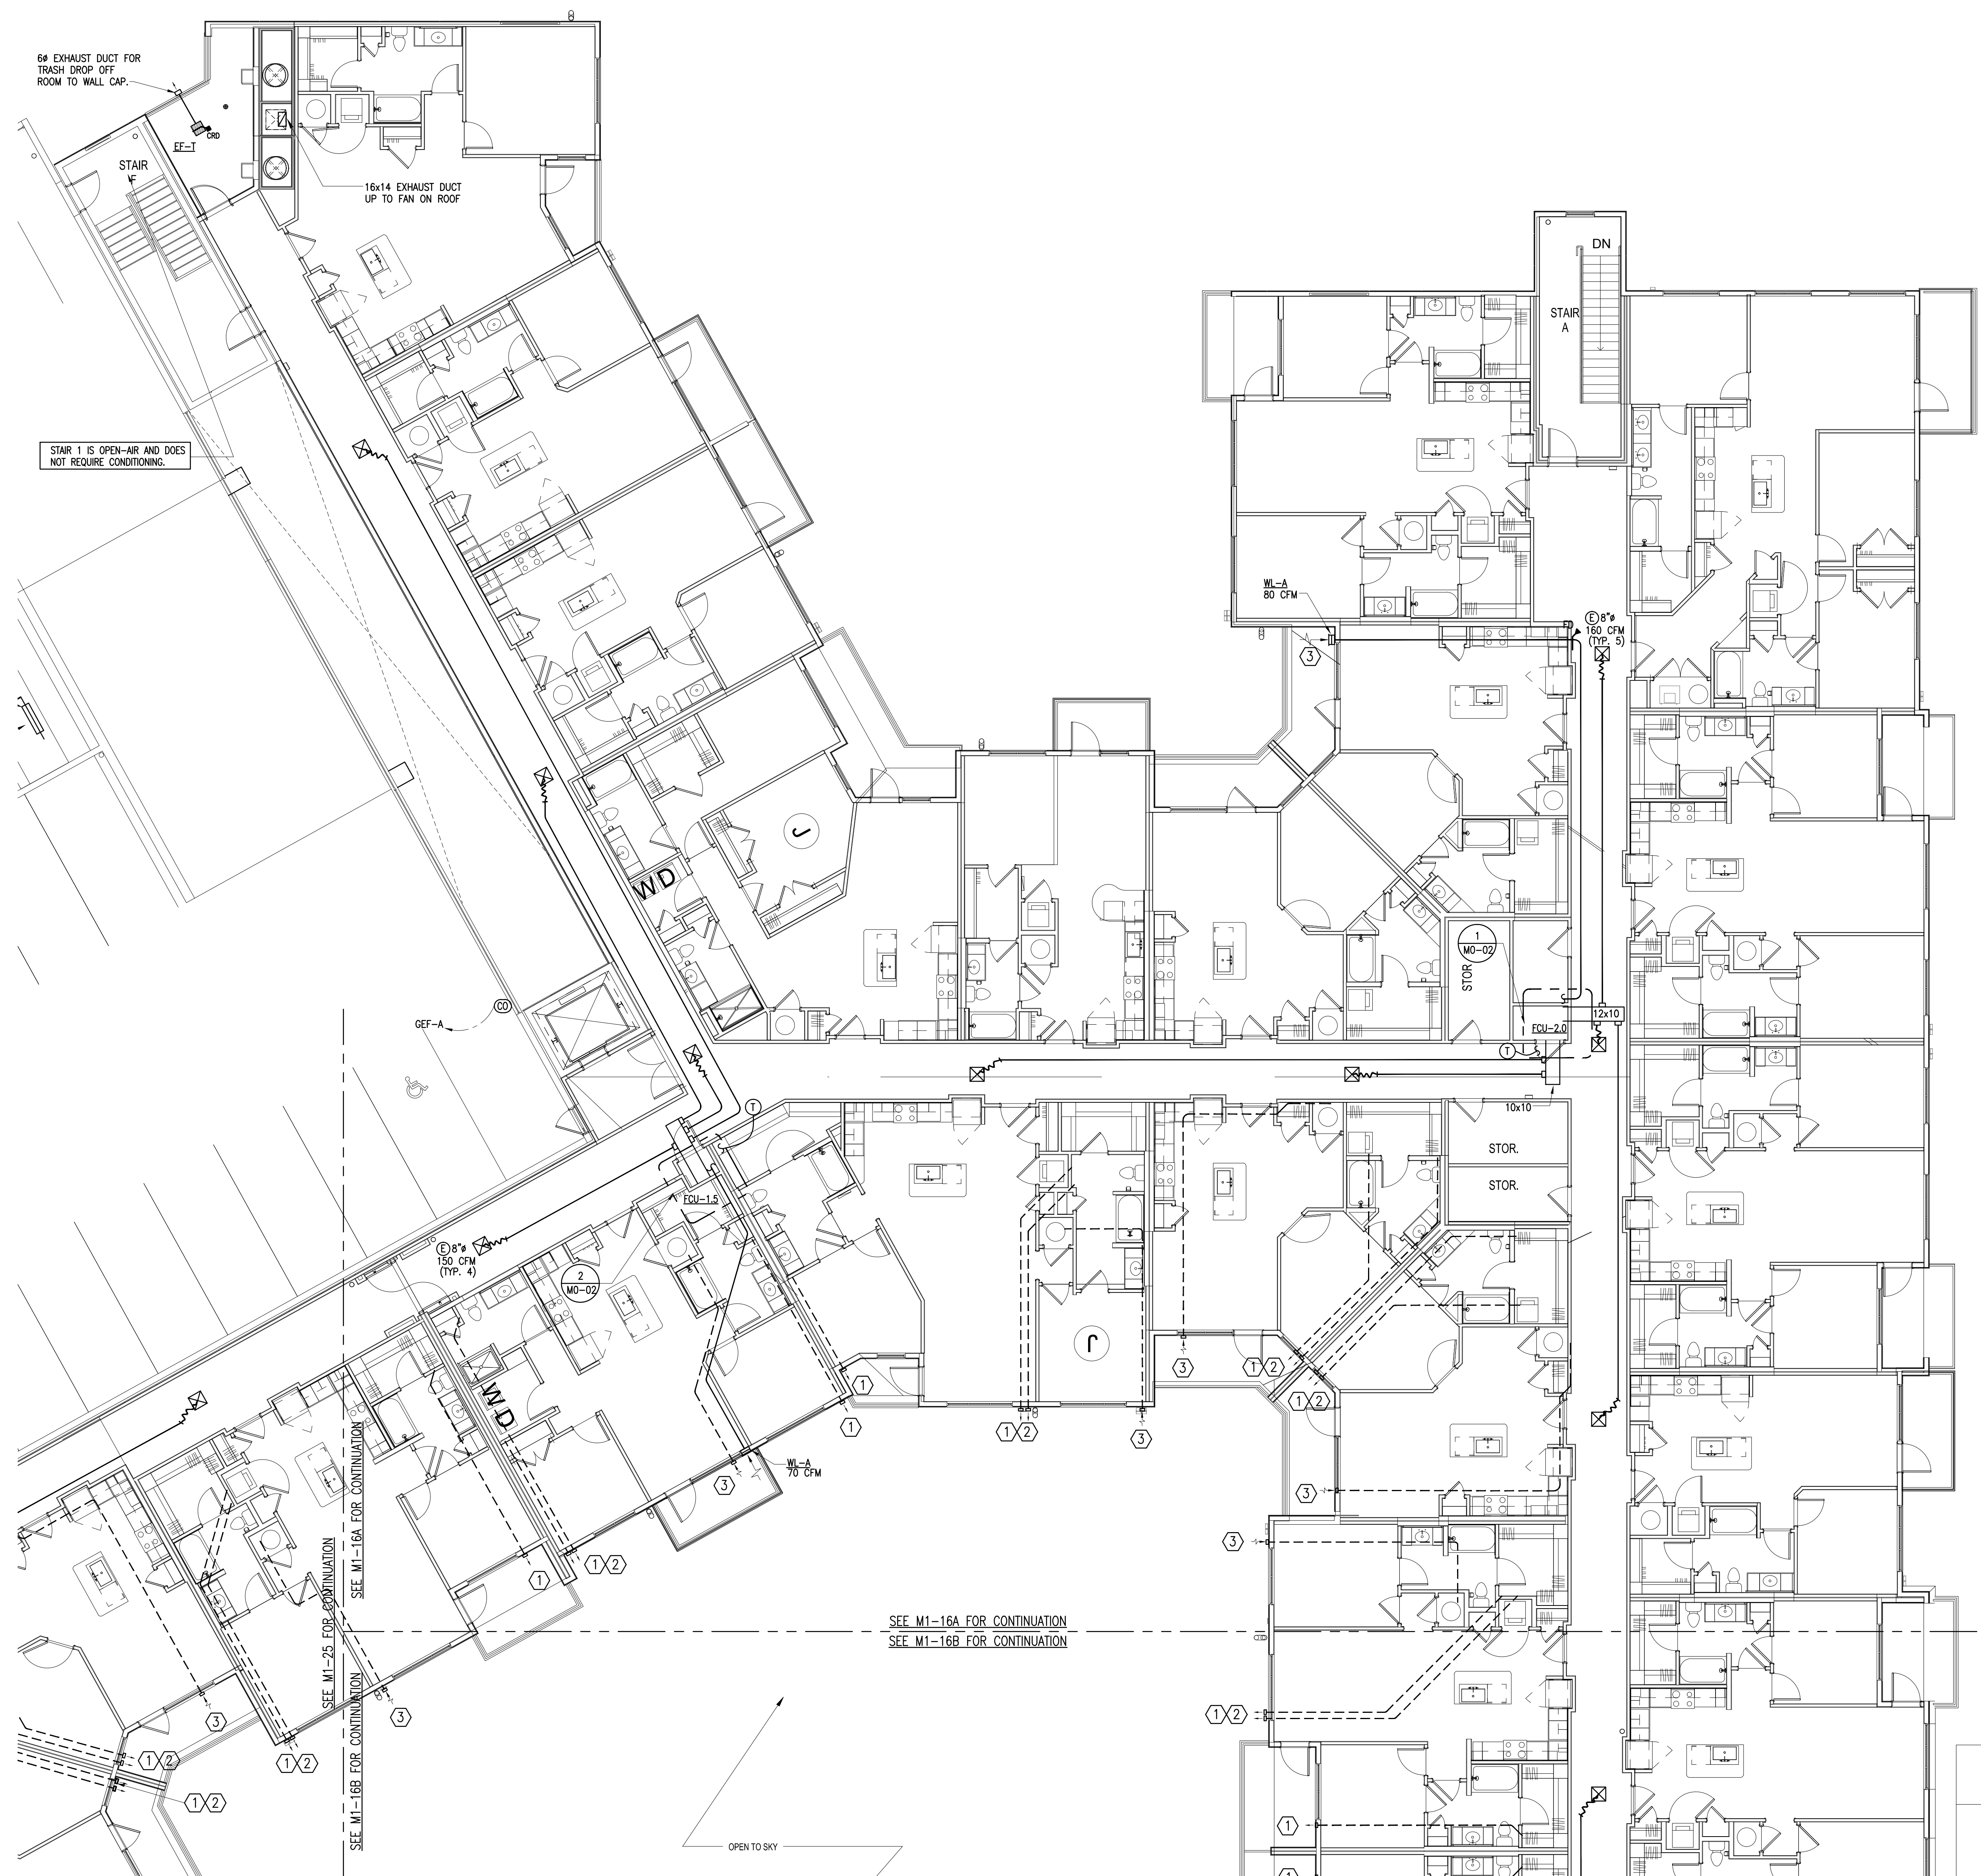 6ø EXHAUST DUCT FOR
TRASH DROP OFF
ROOM TO WALL CAP.
CRD
EF-T
STAIR
F
16x14 EXHAUST DUCT
UP TO FAN ON ROOF
STAIR 1 IS OPEN-AIR AND DOES
NOT REQUIRE CONDITIONING.
DN
STAIR
A
WL-A
80 CFM
3
E 8"ø
160 CFM
(TYP. 5)
J
W D
STOR
1
M0-02
12x10
FCU-2.0
T
10x10
CO
GEF-A
T
FCU-1.5
E 8"ø
150 CFM
(TYP. 4)
2
M0-02
STOR.
STOR.
J
W D
1
1
1 2
3
3
1 2
1 2
3
WL-A
70 CFM
3
3
1
1 2
SEE M1-16A FOR CONTINUATION
SEE M1-25 FOR CONTINUATION
SEE M1-16B FOR CONTINUATION
SEE M1-16A FOR CONTINUATION
SEE M1-16B FOR CONTINUATION
3
3
1 2
1 2
1 2
1 2
OPEN TO SKY
1
1